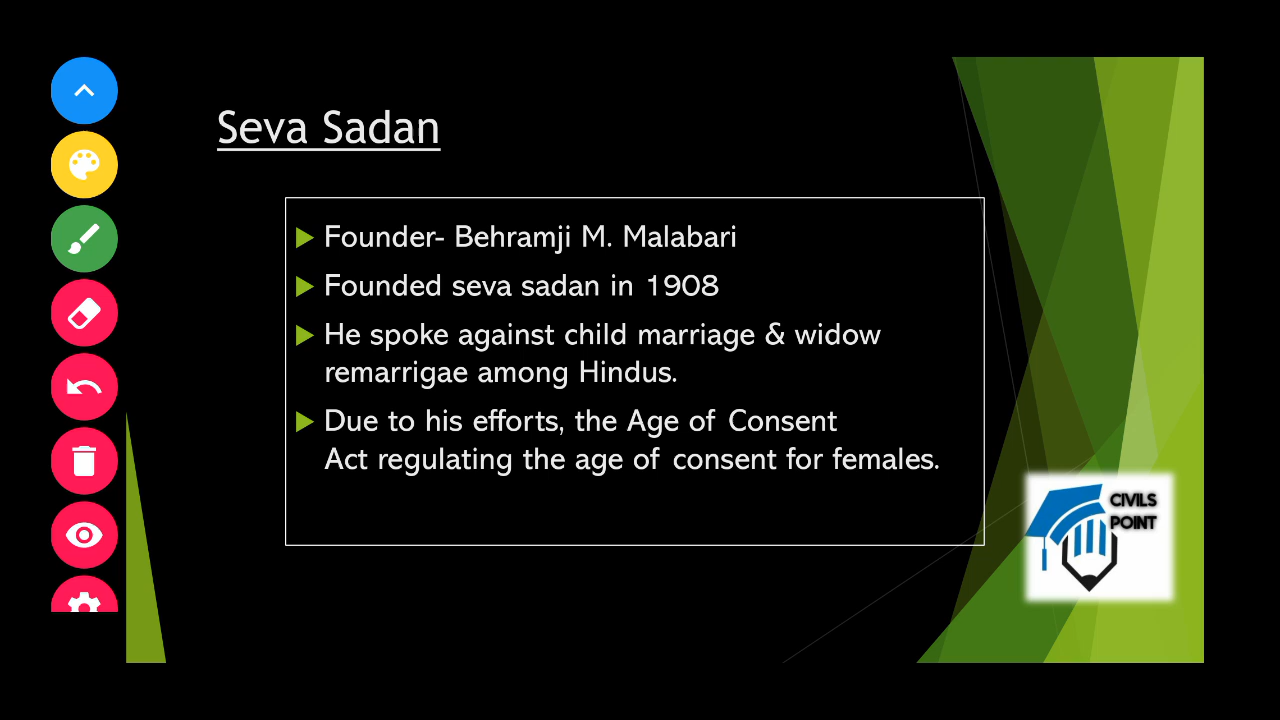 Seva Sadan
Founder- Behramji M. Malabari
Founded seva sadan in 1908
He spoke against child marriage & widow
remarrigae among Hindus.
Due to his efforts, the Age of Consent
Act regulating the age of consent for females.
CIVILS
POINT